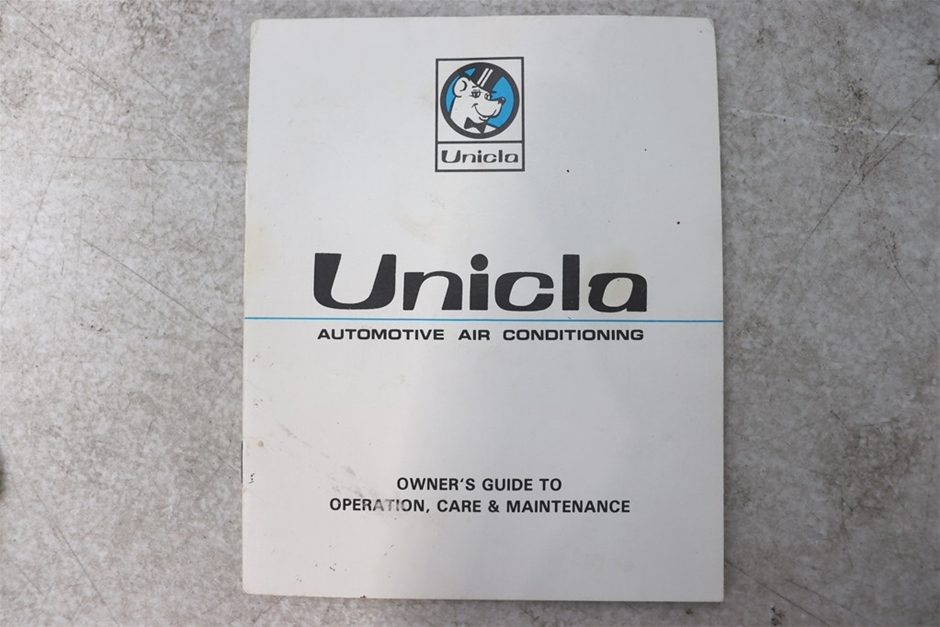 Unicla
Unicla
AUTOMOTIVE AIR CONDITIONING
OWNER'S GUIDE TO
OPERATION, CARE & MAINTENANCE